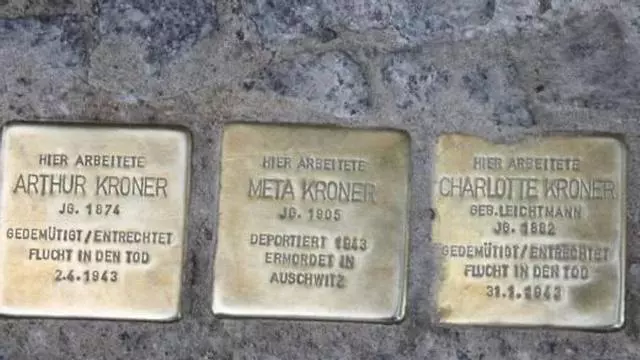 HIER ARBEITETE
ARTHUR KRONER
JG. 1874
GEDEMÜTIGT/ENTRECHTET
FLUCHT IN DEN TOD
2.4.1943
HIER ARBEITETE
META KRONER
JG. 1905
DEPORTIERT 1943
ERMORDET IN
AUSCHWITZ
HIER ARBEITETE
CHARLOTTE KRONER
GEB. LEICHTMANN
JG. 1882
GEDEMÜTIGT/ENTRECHTET
FLUCHT IN DEN TOD
31.1.1943